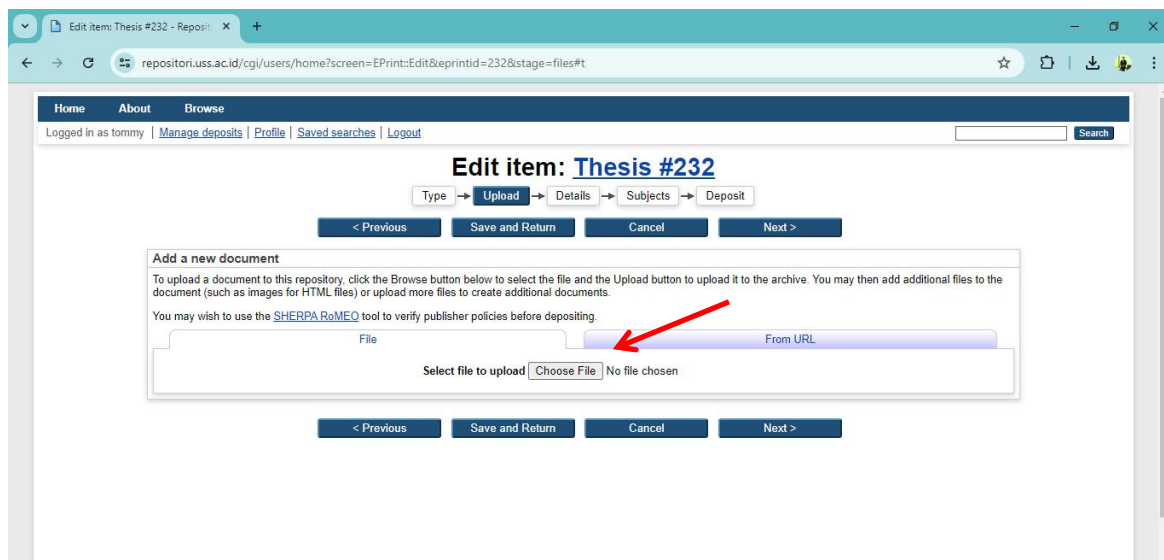 Edit item: Thesis #232 - Reposit
repositori.uss.ac.id/cgi/users/home?screen=EPrint::Edit&eprintid=232&stage=files#t
Home About Browse
Logged in as tommy | Manage deposits | Profile | Saved searches | Logout Search
Edit item: Thesis #232
Type Upload Details Subjects Deposit
< Previous Save and Return Cancel Next >
Add a new document
To upload a document to this repository, click the Browse button below to select the file and the Upload button to upload it to the archive. You may then add additional files to the
document (such as images for HTML files) or upload more files to create additional documents.
You may wish to use the SHERPA RoMEO tool to verify publisher policies before depositing.
File From URL
Select file to upload Choose File No file chosen
< Previous Save and Return Cancel Next >